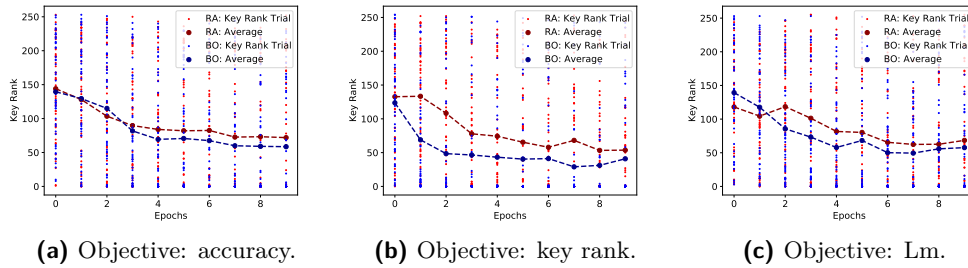 RA: Key Rank Trial
RA: Average
BO: Key Rank Trial
BO: Average
250
200
150
100
50
0
Key Rank
0 2 4 6 8
Epochs
(a) Objective: accuracy.
RA: Key Rank Trial
RA: Average
BO: Key Rank Trial
BO: Average
250
200
150
100
50
0
Key Rank
0 2 4 6 8
Epochs
(b) Objective: key rank.
RA: Key Rank Trial
RA: Average
BO: Key Rank Trial
BO: Average
250
200
150
100
50
0
Key Rank
0 2 4 6 8
Epochs
(c) Objective: Lm.